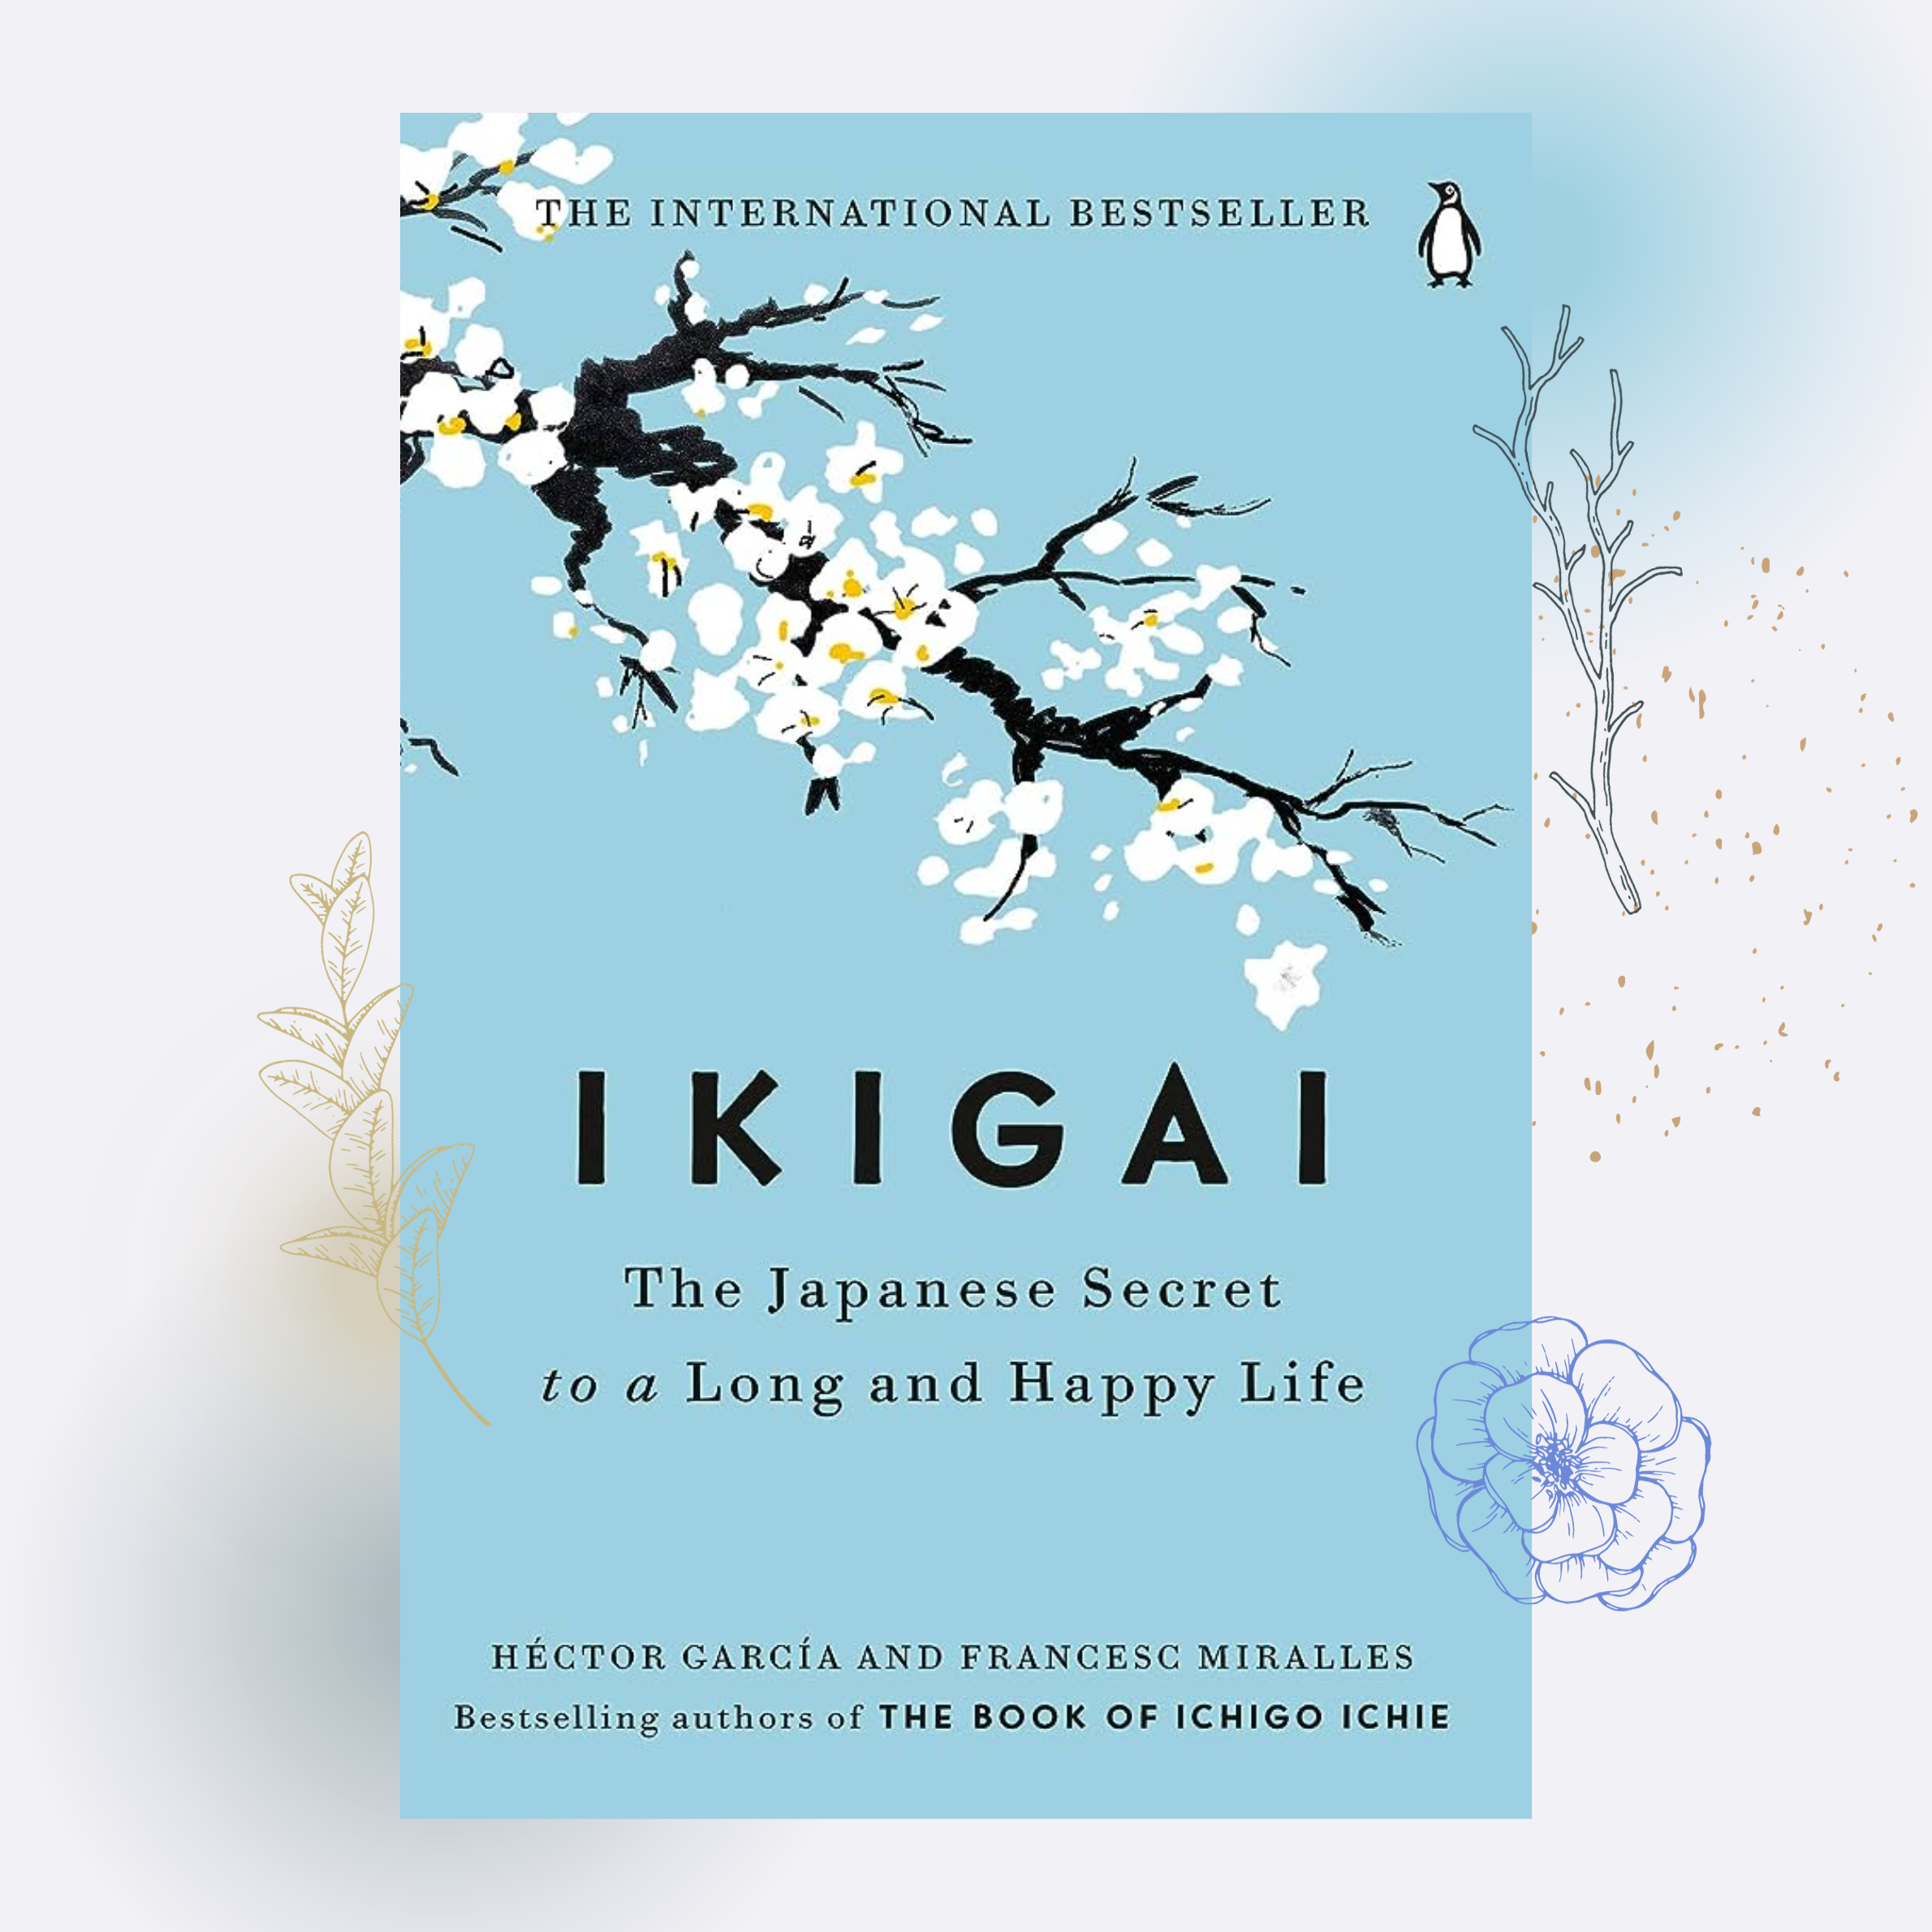 THE INTERNATIONAL BESTSELLER
IKIGAI
The Japanese Secret
to a Long and Happy Life
HÉCTOR GARCÍA AND FRANCESC MIRALLES
Bestselling authors of THE BOOK OF ICHIGO ICHIE